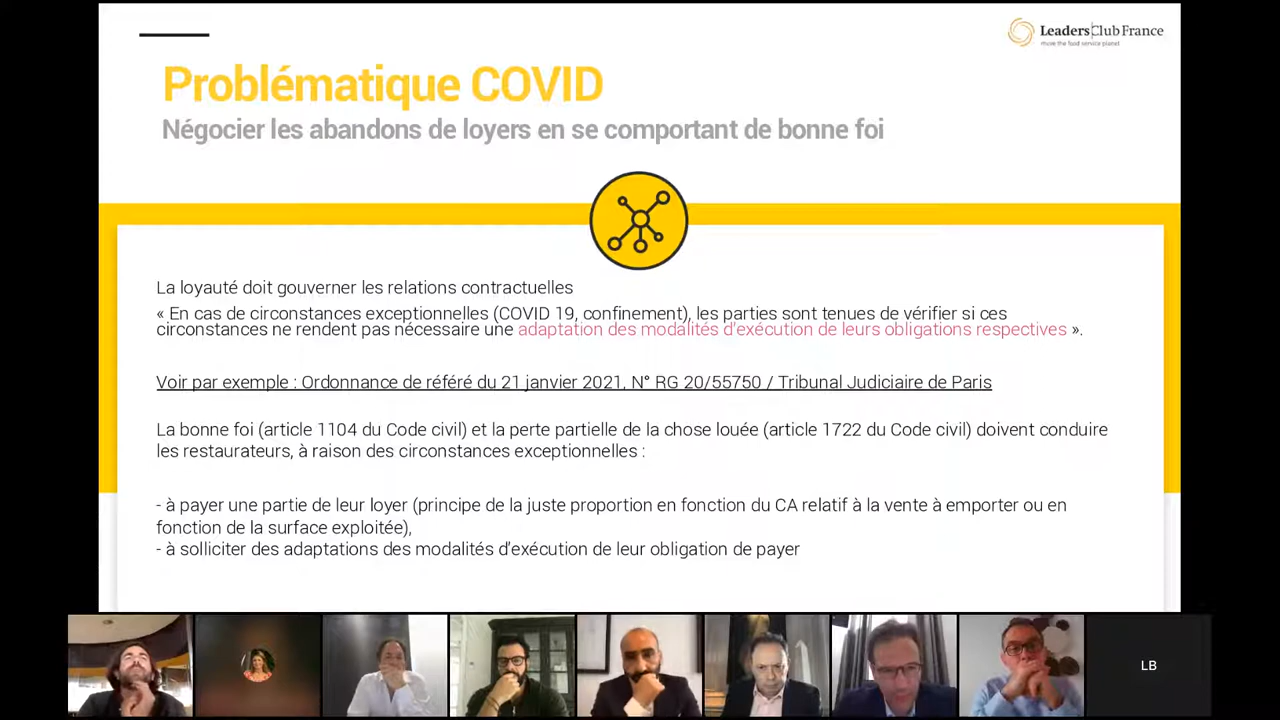 Leaders Club France
more the food service planet
Problématique COVID
Négocier les abandons de loyers en se comportant de bonne foi
La loyauté doit gouverner les relations contractuelles
« En cas de circonstances exceptionnelles (COVID 19, confinement), les parties sont tenues de vérifier si ces
circonstances ne rendent pas nécessaire une adaptation des modalités d'exécution de leurs obligations respectives ».
Voir par exemple : Ordonnance de référé du 21 janvier 2021, N° RG 20/55750 / Tribunal Judiciaire de Paris
La bonne foi (article 1104 du Code civil) et la perte partielle de la chose louée (article 1722 du Code civil) doivent conduire
les restaurateurs, à raison des circonstances exceptionnelles :
- à payer une partie de leur loyer (principe de la juste proportion en fonction du CA relatif à la vente à emporter ou en
fonction de la surface exploitée),
- à solliciter des adaptations des modalités d'exécution de leur obligation de payer
LB